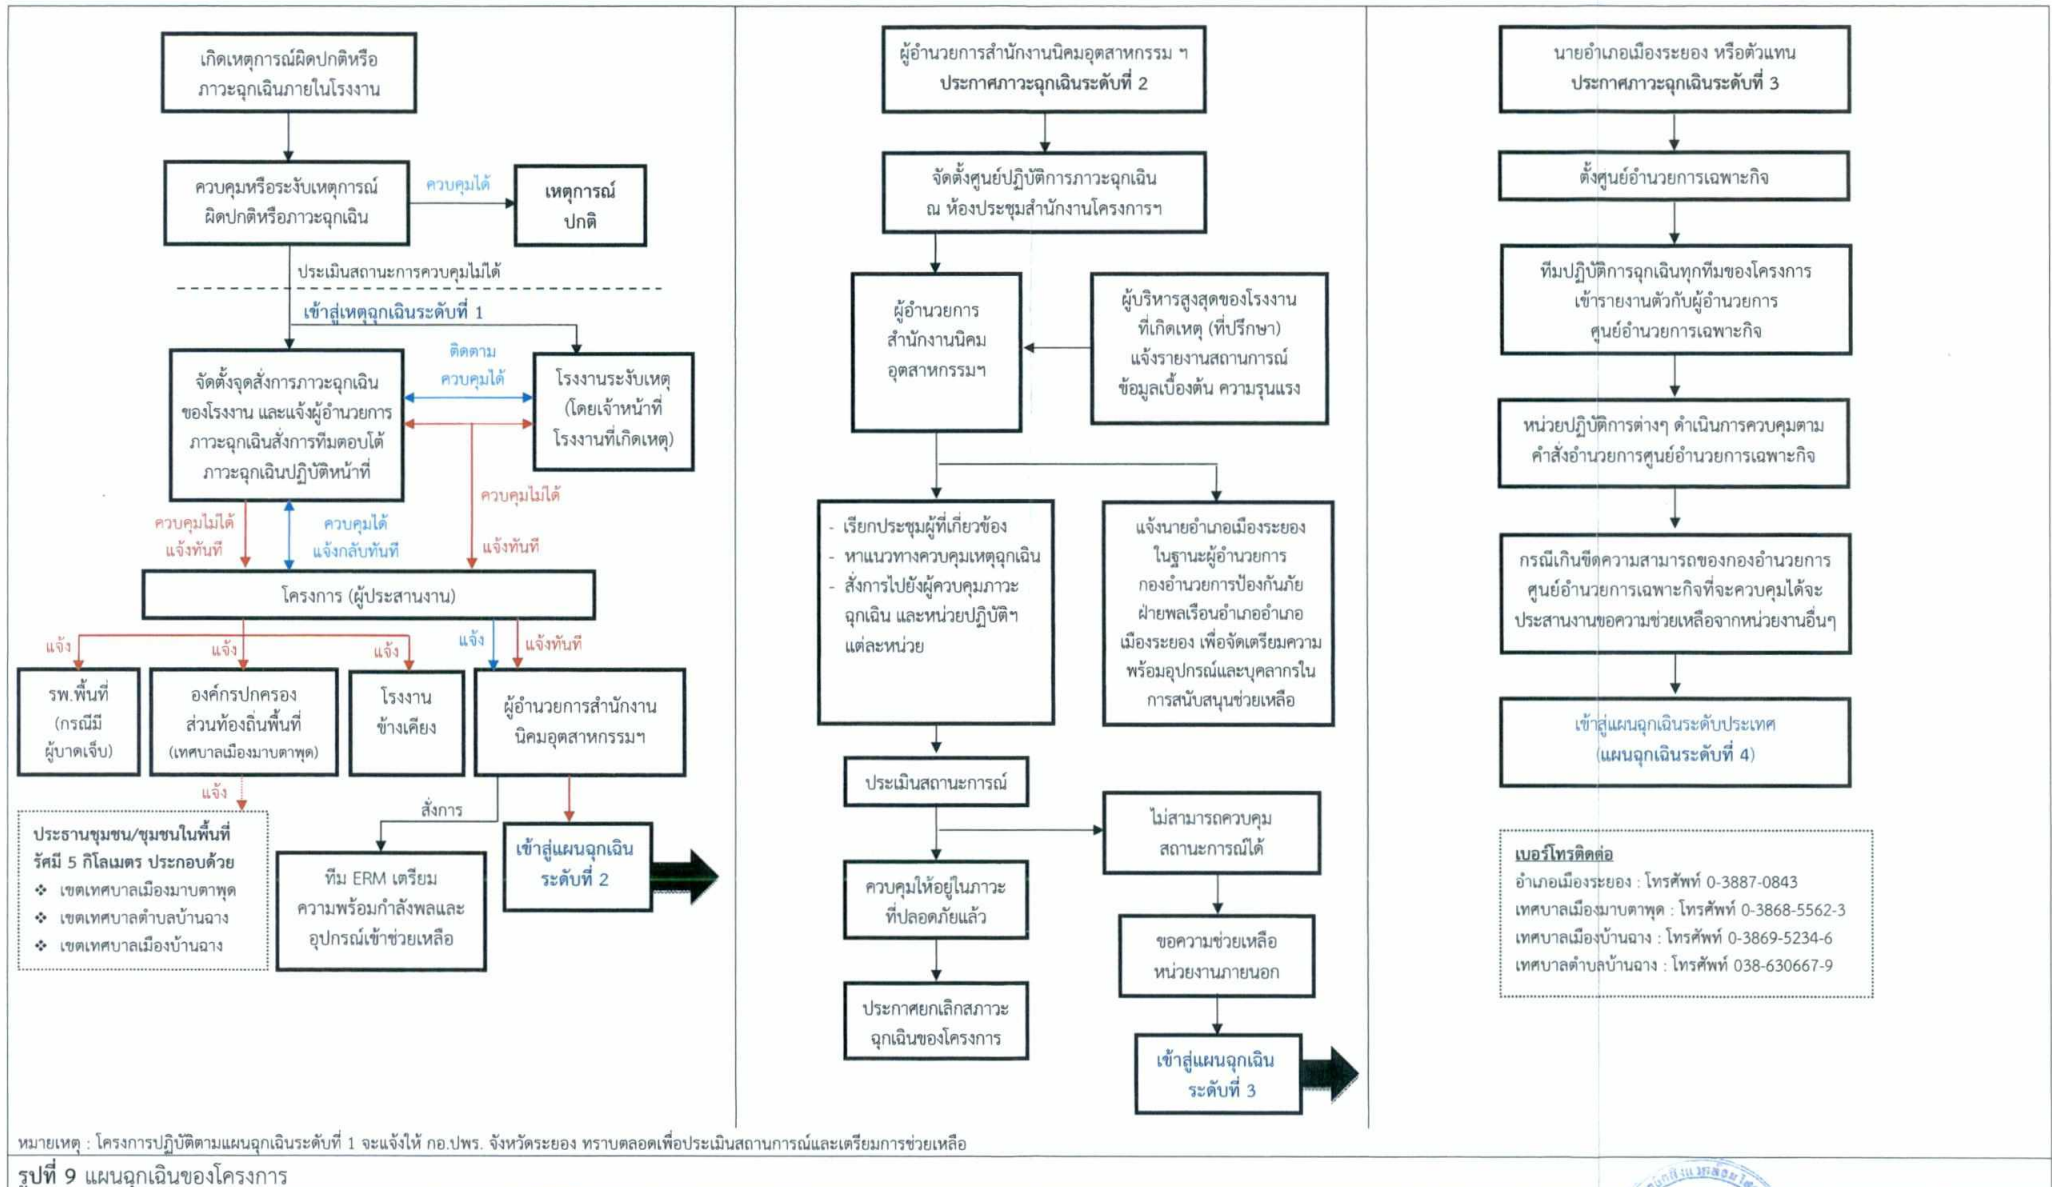 เกิดเหตุการณ์ผิดปกติหรือ
ภาวะฉุกเฉินภายในโรงงาน
ควบคุมหรือระงับเหตุการณ์
ผิดปกติหรือภาวะฉุกเฉิน
ควบคุมได้
เหตุการณ์
ปกติ
ประเมินสถานะการควบคุมไม่ได้
เข้าสู่เหตุฉุกเฉินระดับที่ 1
จัดตั้งจุดสั่งการภาวะฉุกเฉิน
ของโรงงาน และแจ้งผู้อำนวยการ
ภาวะฉุกเฉินสั่งการทีมตอบโต้
ภาวะฉุกเฉินปฏิบัติหน้าที่
ติดตาม
ควบคุมได้
โรงงานระงับเหตุ
(โดยเจ้าหน้าที่
โรงงานที่เกิดเหตุ)
ควบคุมไม่ได้
แจ้งทันที
ควบคุมได้
แจ้งกลับทันที
ควบคุมไม่ได้
แจ้งทันที
โครงการ (ผู้ประสานงาน)
แจ้ง
แจ้ง
แจ้ง
แจ้ง
แจ้งทันที
รพ.พื้นที่
(กรณีมี
ผู้บาดเจ็บ)
องค์กรปกครอง
ส่วนท้องถิ่นพื้นที่
(เทศบาลเมืองมาบตาพุด)
โรงงาน
ข้างเคียง
ผู้อำนวยการสำนักงาน
นิคมอุตสาหกรรมฯ
แจ้ง
สั่งการ
ประธานชุมชน/ชุมชนในพื้นที่
รัศมี 5 กิโลเมตร ประกอบด้วย
❖ เขตเทศบาลเมืองมาบตาพุด
❖ เขตเทศบาลตำบลบ้านฉาง
❖ เขตเทศบาลเมืองบ้านฉาง
ทีม ERM เตรียม
ความพร้อมกำลังพลและ
อุปกรณ์เข้าช่วยเหลือ
เข้าสู่แผนฉุกเฉิน
ระดับที่ 2
ผู้อำนวยการสำนักงานนิคมอุตสาหกรรม ฯ
ประกาศภาวะฉุกเฉินระดับที่ 2
จัดตั้งศูนย์ปฏิบัติการภาวะฉุกเฉิน
ณ ห้องประชุมสำนักงานโครงการฯ
ผู้อำนวยการ
สำนักงานนิคม
อุตสาหกรรมฯ
ผู้บริหารสูงสุดของโรงงาน
ที่เกิดเหตุ (ที่ปรึกษา)
แจ้งรายงานสถานการณ์
ข้อมูลเบื้องต้น ความรุนแรง
- เรียกประชุมผู้ที่เกี่ยวข้อง
- หาแนวทางควบคุมเหตุฉุกเฉิน
- สั่งการไปยังผู้ควบคุมภาวะ
ฉุกเฉิน และหน่วยปฏิบัติฯ
แต่ละหน่วย
แจ้งนายอำเภอเมืองระยอง
ในฐานะผู้อำนวยการ
กองอำนวยการป้องกันภัย
ฝ่ายพลเรือนอำเภออำเภอ
เมืองระยอง เพื่อจัดเตรียมความ
พร้อมอุปกรณ์และบุคลากรใน
การสนับสนุนช่วยเหลือ
ประเมินสถานะการณ์
ไม่สามารถควบคุม
สถานะการณ์ได้
ควบคุมให้อยู่ในภาวะ
ที่ปลอดภัยแล้ว
ขอความช่วยเหลือ
หน่วยงานภายนอก
ประกาศยกเลิกสภาวะ
ฉุกเฉินของโครงการ
เข้าสู่แผนฉุกเฉิน
ระดับที่ 3
นายอำเภอเมืองระยอง หรือตัวแทน
ประกาศภาวะฉุกเฉินระดับที่ 3
ตั้งศูนย์อำนวยการเฉพาะกิจ
ทีมปฏิบัติการฉุกเฉินทุกทีมของโครงการ
เข้ารายงานตัวกับผู้อำนวยการ
ศูนย์อำนวยการเฉพาะกิจ
หน่วยปฏิบัติการต่างๆ ดำเนินการควบคุมตาม
คำสั่งอำนวยการศูนย์อำนวยการเฉพาะกิจ
กรณีเกินขีดความสามารถของกองอำนวยการ
ศูนย์อำนวยการเฉพาะกิจที่จะควบคุมได้จะ
ประสานงานขอความช่วยเหลือจากหน่วยงานอื่นๆ
เข้าสู่แผนฉุกเฉินระดับประเทศ
(แผนฉุกเฉินระดับที่ 4)
เบอร์โทรติดต่อ
อำเภอเมืองระยอง : โทรศัพท์ 0-3887-0843
เทศบาลเมืองมาบตาพุด : โทรศัพท์ 0-3868-5562-3
เทศบาลเมืองบ้านฉาง : โทรศัพท์ 0-3869-5234-6
เทศบาลตำบลบ้านฉาง : โทรศัพท์ 038-630667-9
หมายเหตุ : โครงการปฏิบัติตามแผนฉุกเฉินระดับที่ 1 จะแจ้งให้ กอ.ปพร. จังหวัดระยอง ทราบตลอดเพื่อประเมินสถานการณ์และเตรียมการช่วยเหลือ
รูปที่ 9 แผนฉุกเฉินของโครงการ